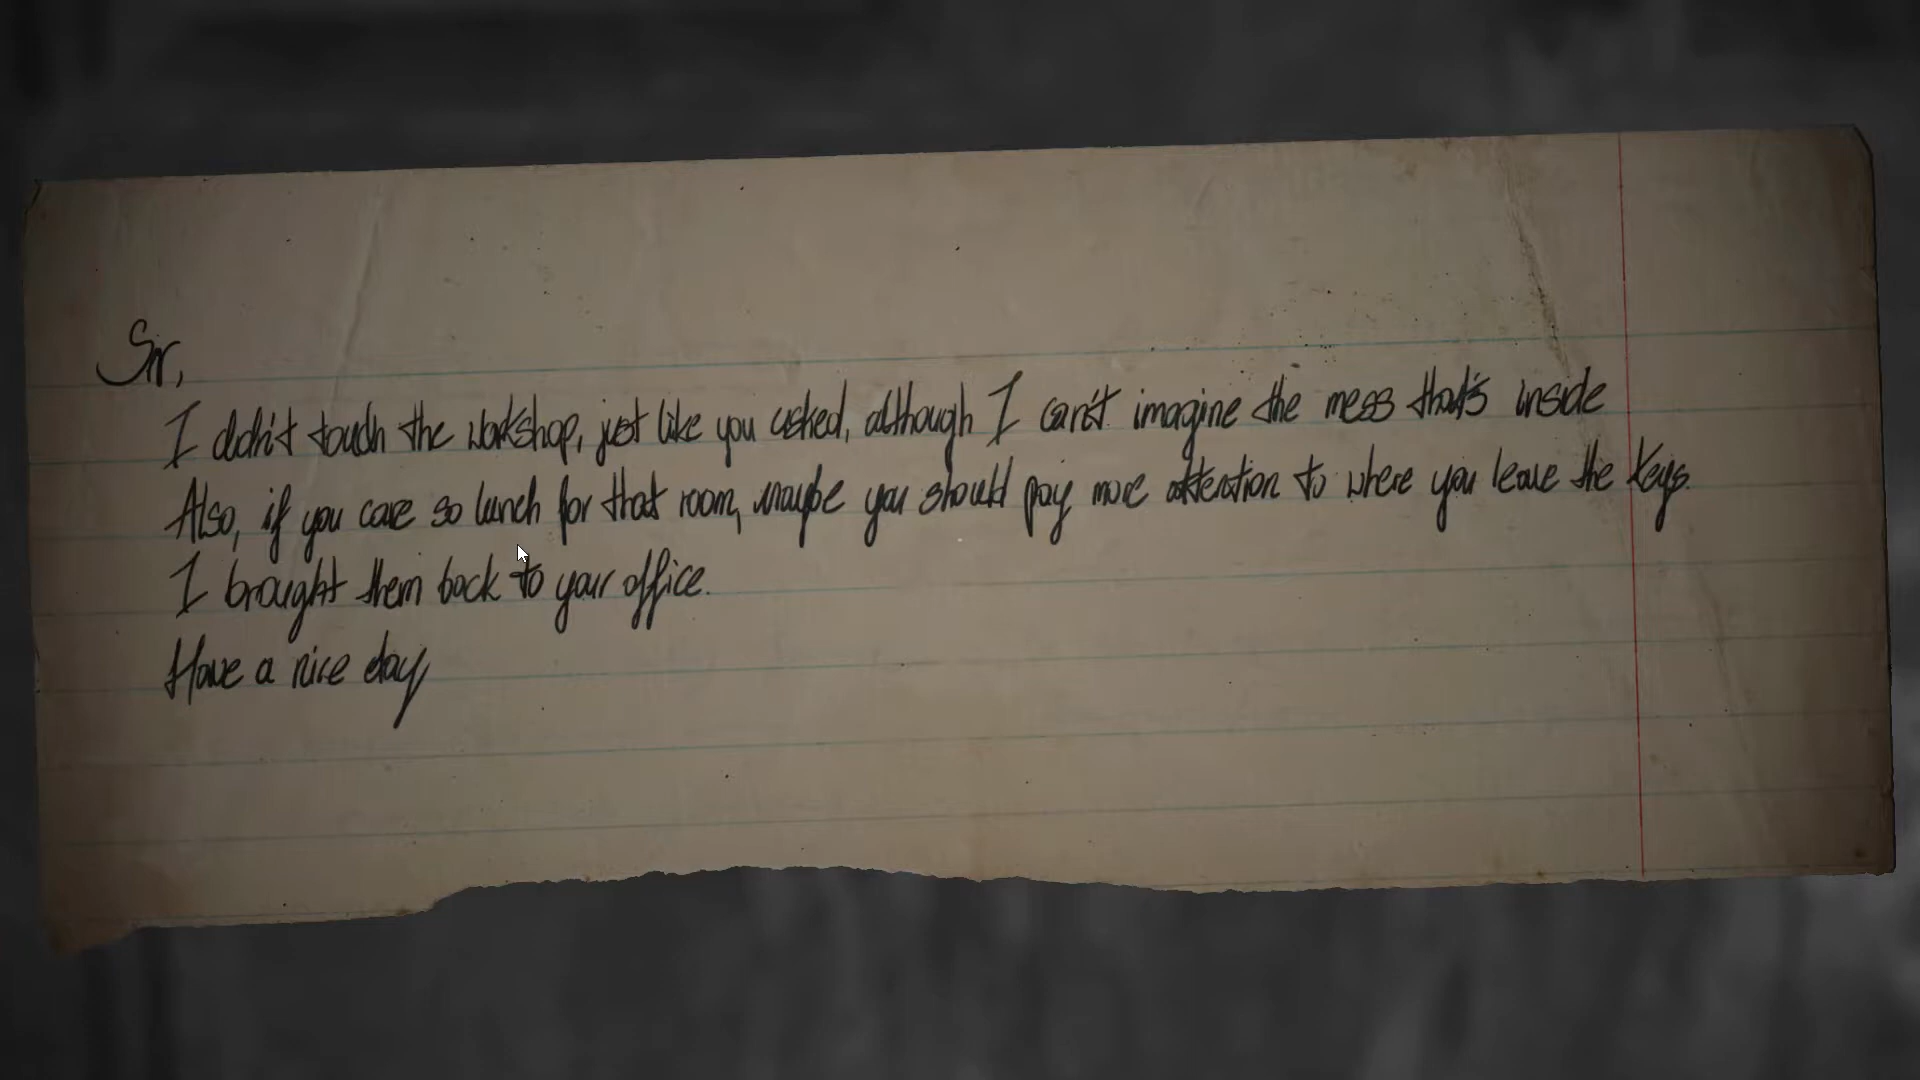 Sir,
I didn't touch the workshop, just like you asked, although I can't imagine the mess that's inside
Also, if you care so lunch for that room, maybe you should pay more attention to where you leave the keys.
I brought them back to your office.
Have a nice day